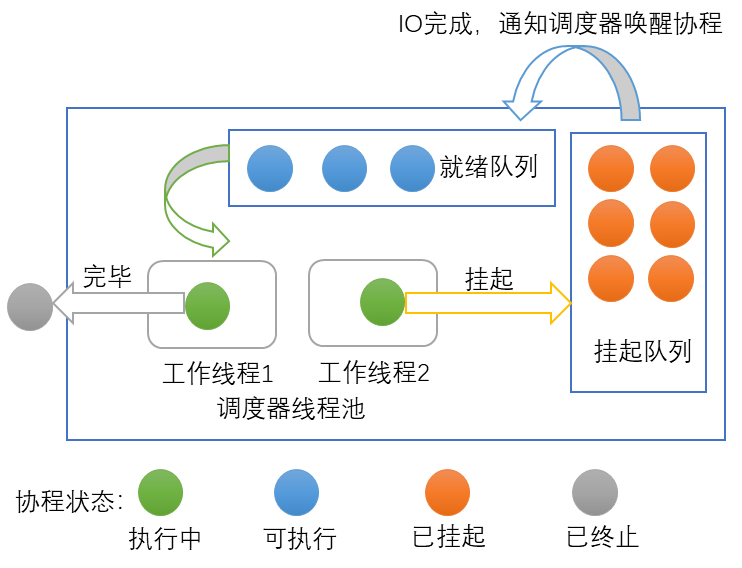 IO完成，通知调度器唤醒协程
就绪队列
完毕
挂起
挂起队列
工作线程1
工作线程2
调度器线程池
协程状态：
执行中
可执行
已挂起
已终止